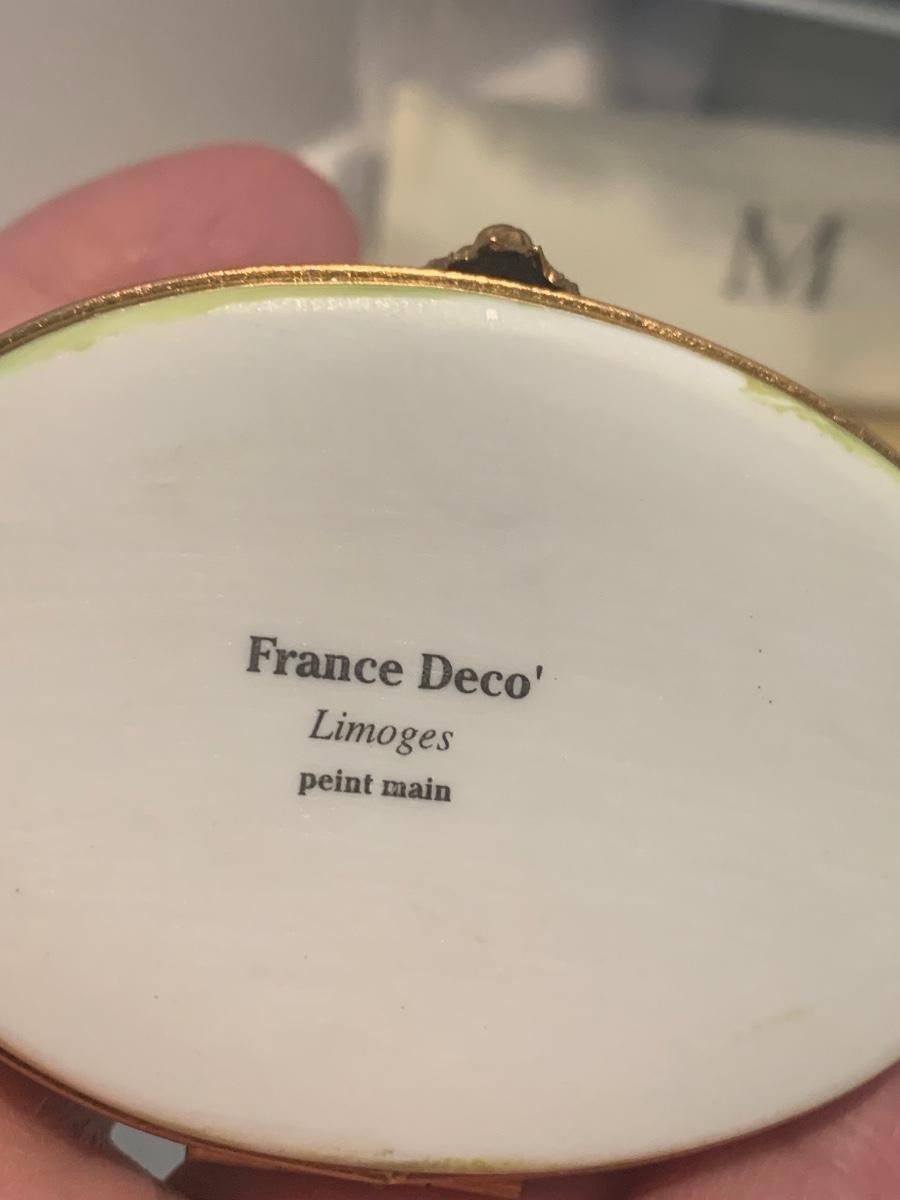 M
France Deco'
Limoges
peint main